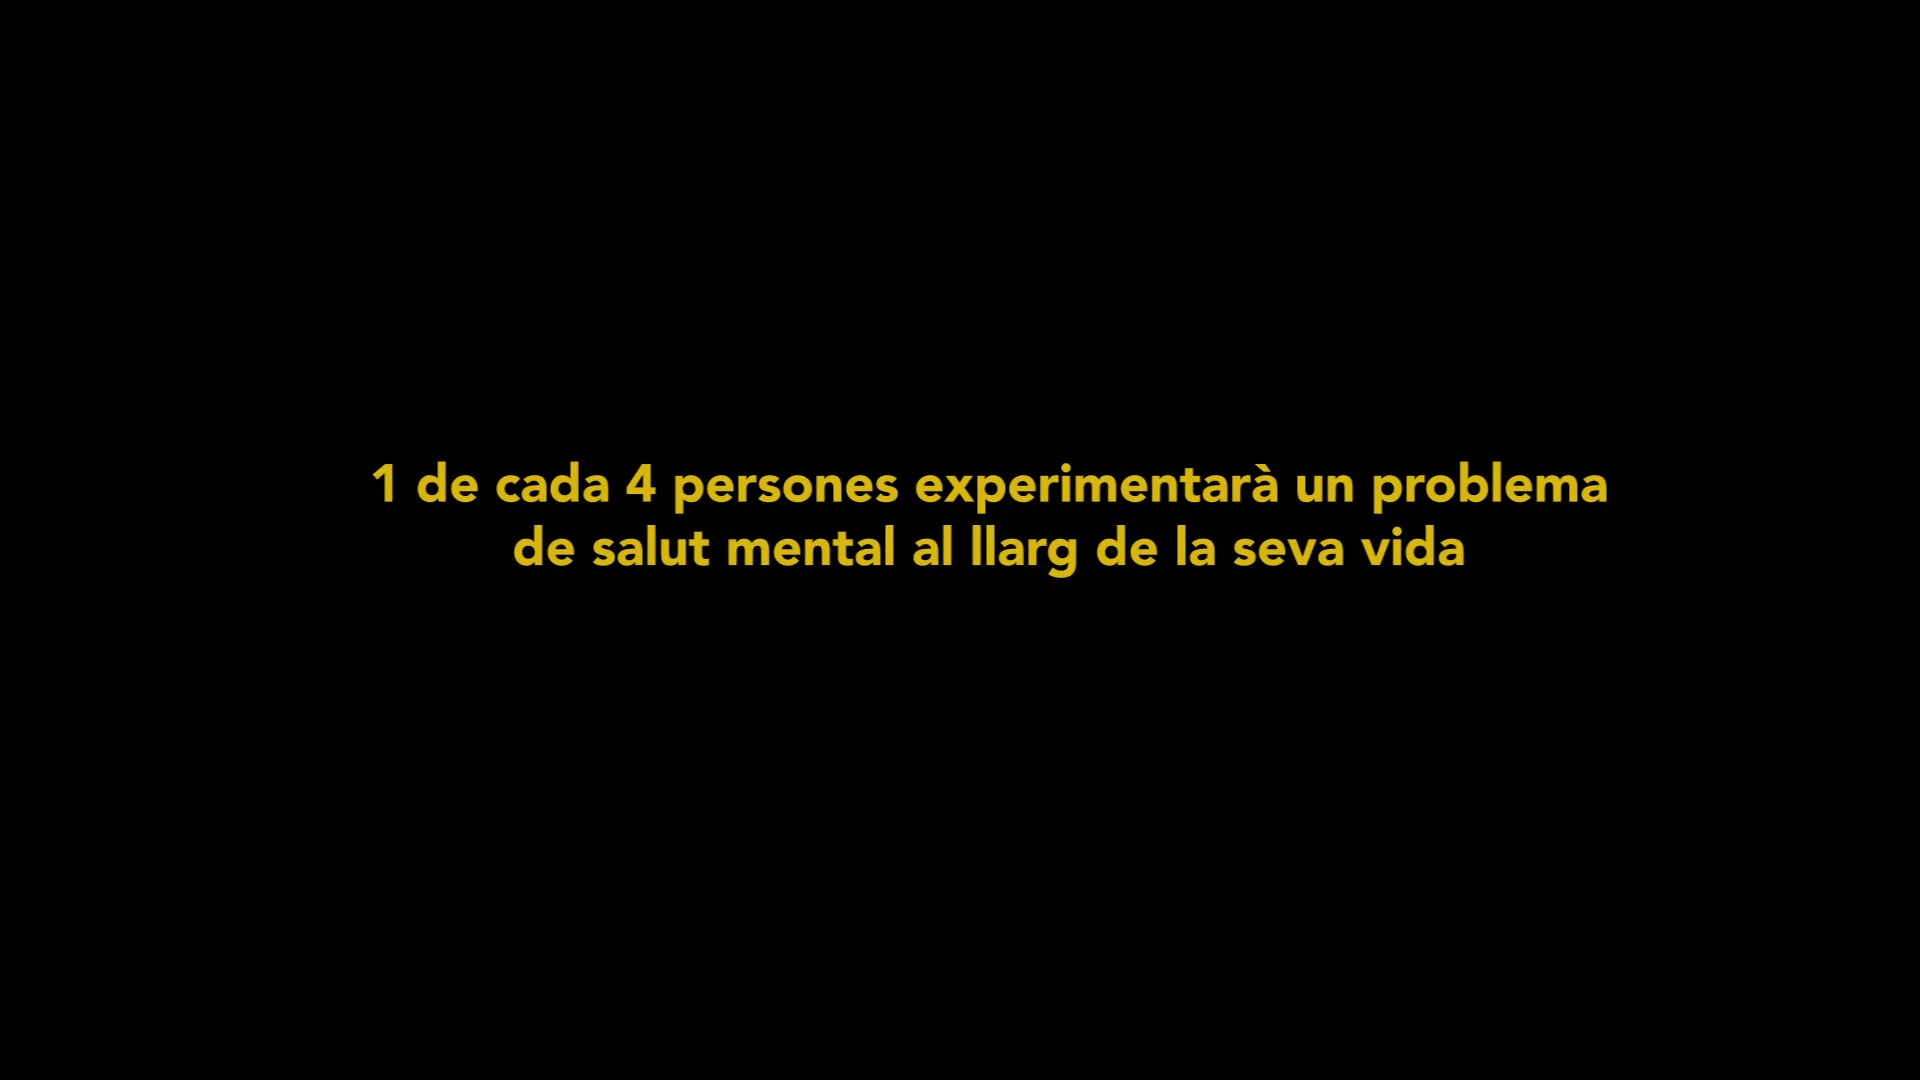 1 de cada 4 persones experimentarà un problema
de salut mental al llarg de la seva vida